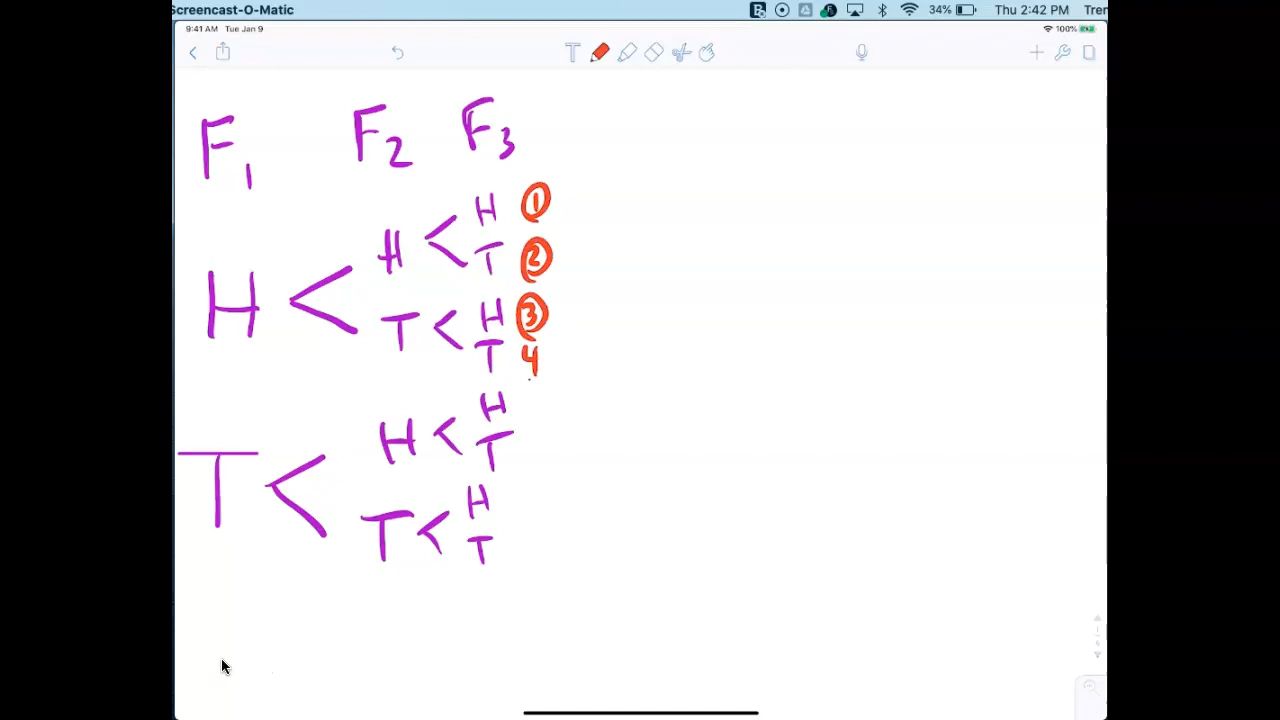 Screencast-O-Matic 34% Thu 2:42 PM Tren
9:41 AM Tue Jan 9 100%
T
F1 F2 F3
H 1
H < T 2
H < T < H 3
T 4
H < H
T
T < T < H
T